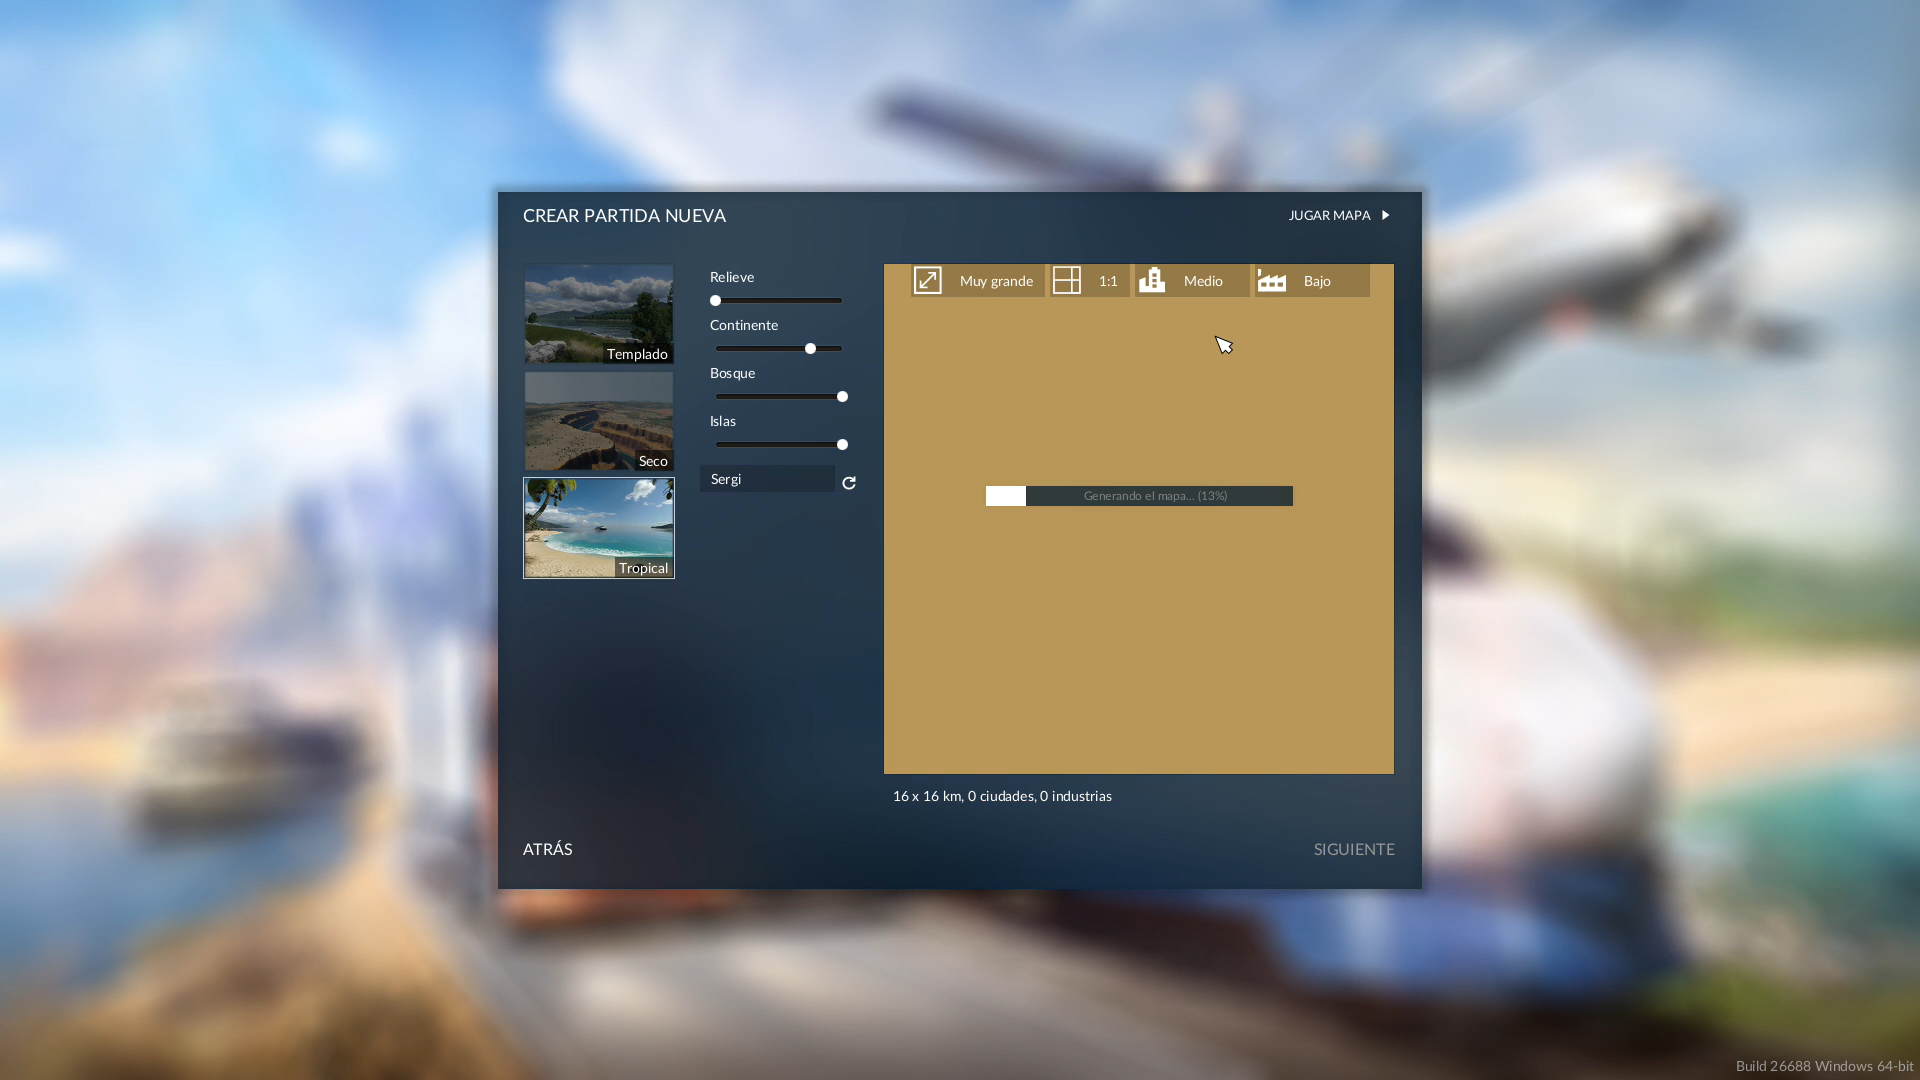 CREAR PARTIDA NUEVA
JUGAR MAPA
Templado
Seco
Tropical
Relieve
Continente
Bosque
Islas
Sergi
Muy grande
1:1
Medio
Bajo
Generando el mapa... (13%)
16 x 16 km, 0 ciudades, 0 industrias
ATRÁS
SIGUIENTE
Build 26688 Windows 64-bit